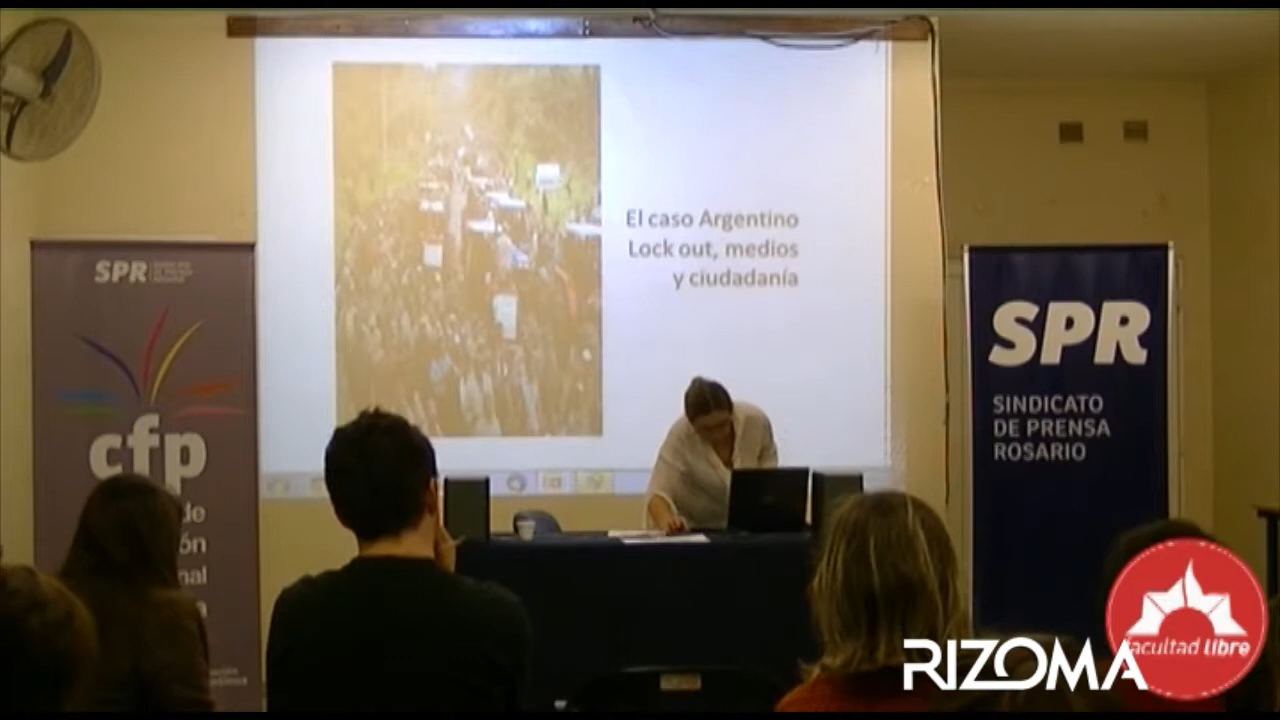 El caso Argentino
Lock out, medios
y ciudadanía
SPR
cfp
de
ón
nal
SPR
SINDICATO
DE PRENSA
ROSARIO
facultad libre
RIZOMA